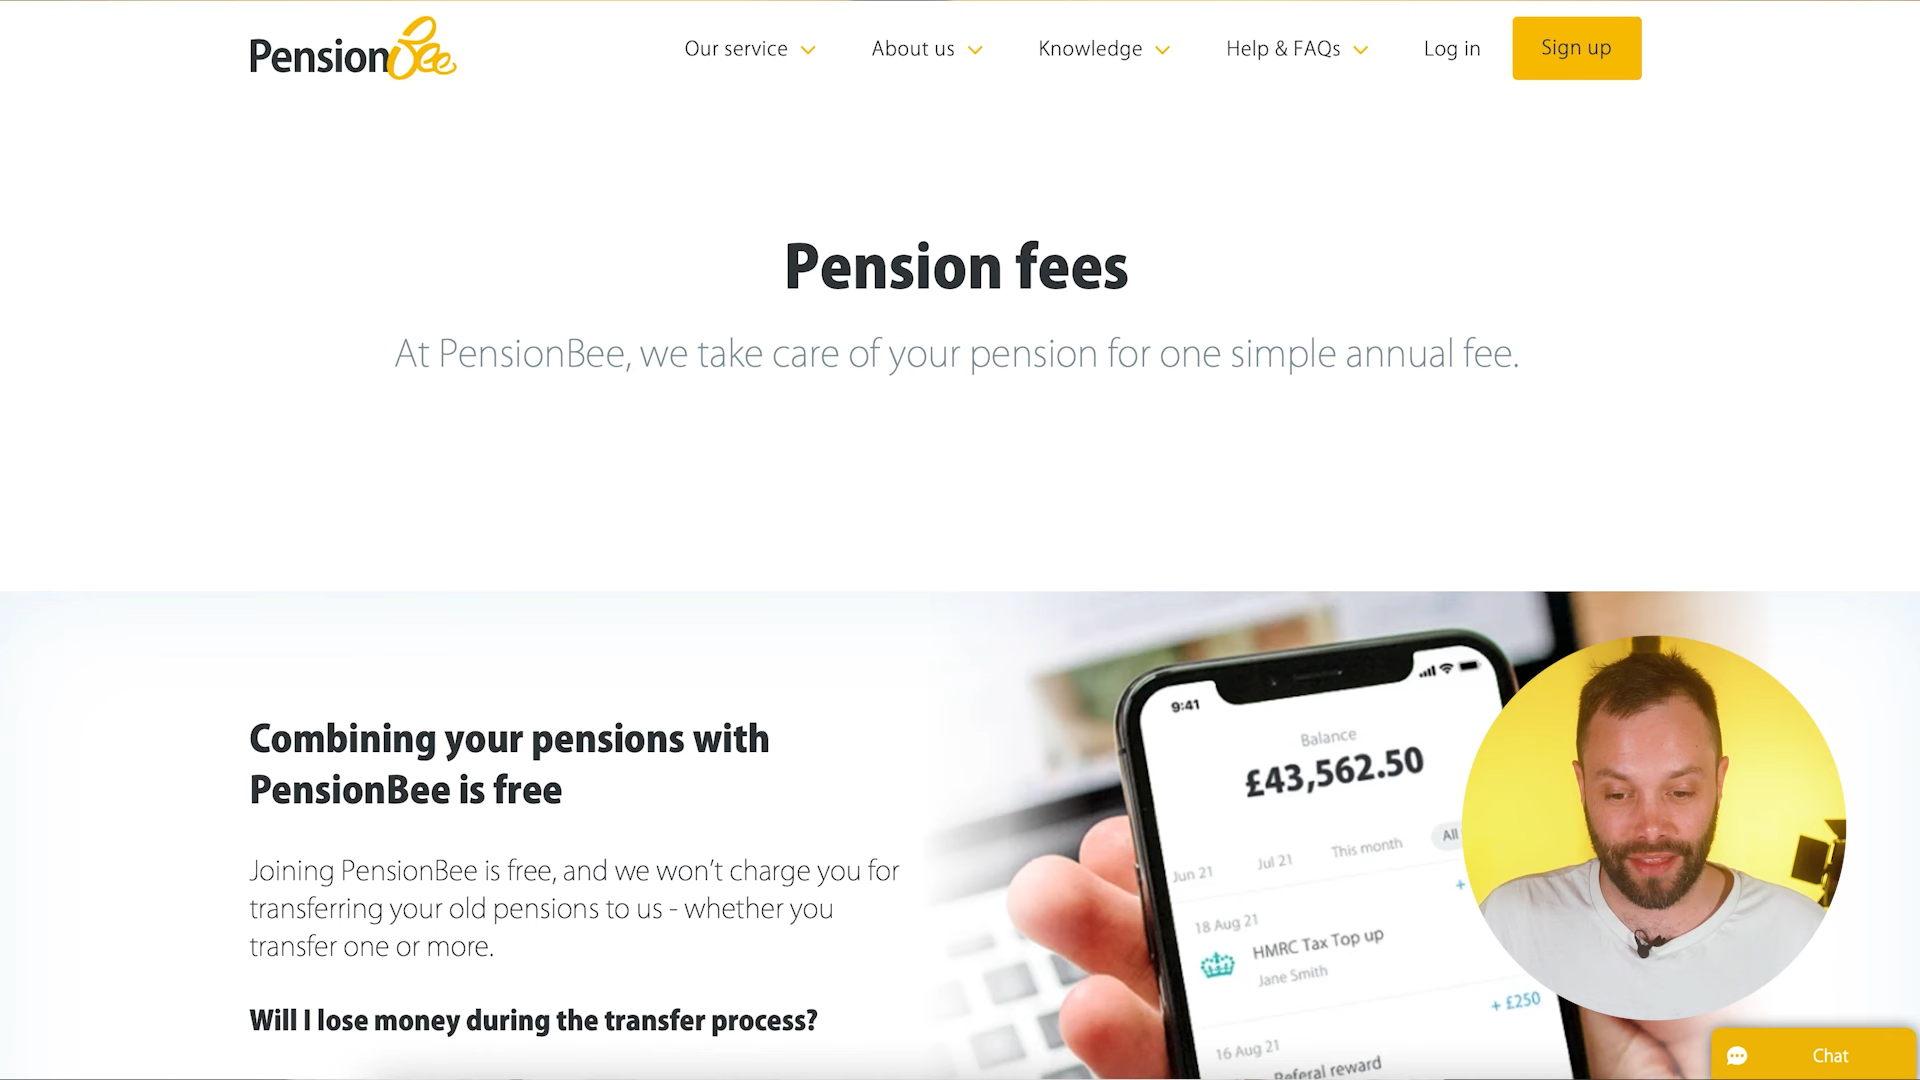 PensionBee
Our service
About us
Knowledge
Help & FAQs
Log in
Sign up
Pension fees
At PensionBee, we take care of your pension for one simple annual fee.
Combining your pensions with
PensionBee is free
Joining PensionBee is free, and we won't charge you for
transferring your old pensions to us - whether you
transfer one or more.
Will I lose money during the transfer process?
9:41
Balance
£43,562.50
Jun 21
Jul 21
This month
All
+
18 Aug 21
HMRC Tax Top up
Jane Smith
+ £250
16 Aug 21
Referal reward
Chat